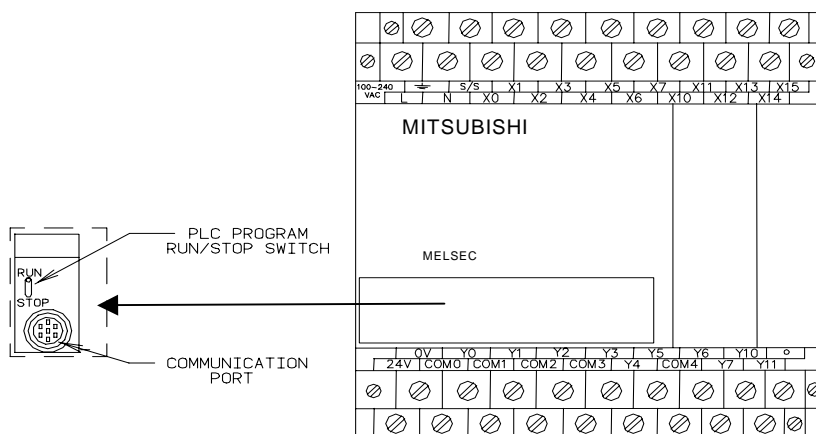 100-240
VAC
S/S X1 X3 X5 X7 X11 X13 X15
L N X0 X2 X4 X6 X10 X12 X14
MITSUBISHI
MELSEC
PLC PROGRAM
RUN/STOP SWITCH
RUN
STOP
COMMUNICATION
PORT
0V Y0 Y1 Y2 Y3 Y5 Y6 Y10
24V COM0 COM1 COM2 COM3 Y4 COM4 Y7 Y11